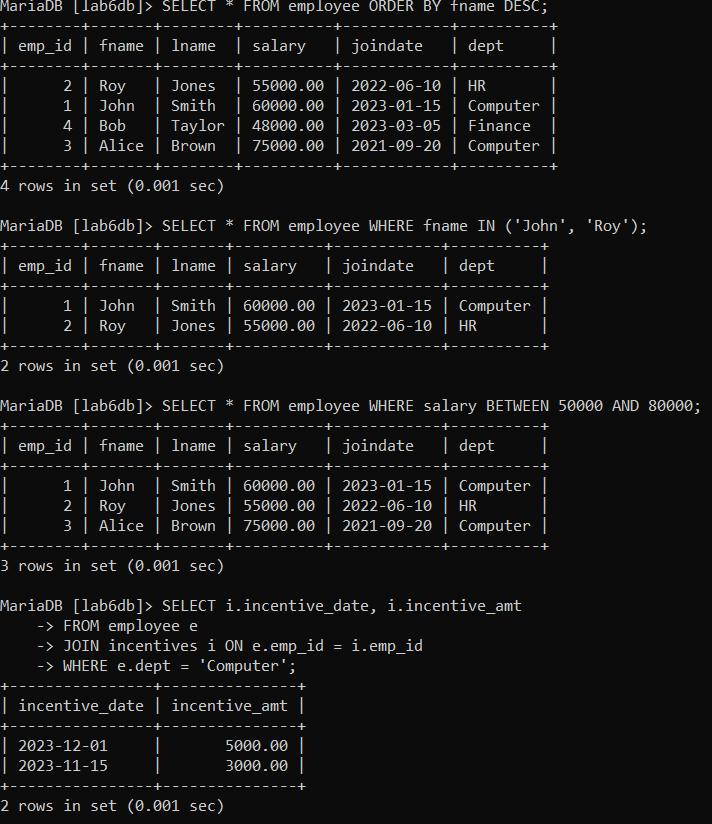 MariaDB [lab6db]> SELECT * FROM employee ORDER BY fname DESC;
+--------+-------+--------+----------+------------+----------+
| emp_id | fname | lname  | salary   | joindate   | dept     |
+--------+-------+--------+----------+------------+----------+
|      2 | Roy   | Jones  | 55000.00 | 2022-06-10 | HR       |
|      1 | John  | Smith  | 60000.00 | 2023-01-15 | Computer |
|      4 | Bob   | Taylor | 48000.00 | 2023-03-05 | Finance  |
|      3 | Alice | Brown  | 75000.00 | 2021-09-20 | Computer |
+--------+-------+--------+----------+------------+----------+
4 rows in set (0.001 sec)

MariaDB [lab6db]> SELECT * FROM employee WHERE fname IN ('John', 'Roy');
+--------+-------+-------+----------+------------+----------+
| emp_id | fname | lname | salary   | joindate   | dept     |
+--------+-------+-------+----------+------------+----------+
|      1 | John  | Smith | 60000.00 | 2023-01-15 | Computer |
|      2 | Roy   | Jones | 55000.00 | 2022-06-10 | HR       |
+--------+-------+-------+----------+------------+----------+
2 rows in set (0.001 sec)

MariaDB [lab6db]> SELECT * FROM employee WHERE salary BETWEEN 50000 AND 80000;
+--------+-------+-------+----------+------------+----------+
| emp_id | fname | lname | salary   | joindate   | dept     |
+--------+-------+-------+----------+------------+----------+
|      1 | John  | Smith | 60000.00 | 2023-01-15 | Computer |
|      2 | Roy   | Jones | 55000.00 | 2022-06-10 | HR       |
|      3 | Alice | Brown | 75000.00 | 2021-09-20 | Computer |
+--------+-------+-------+----------+------------+----------+
3 rows in set (0.001 sec)

MariaDB [lab6db]> SELECT i.incentive_date, i.incentive_amt
    -> FROM employee e
    -> JOIN incentives i ON e.emp_id = i.emp_id
    -> WHERE e.dept = 'Computer';
+----------------+---------------+
| incentive_date | incentive_amt |
+----------------+---------------+
| 2023-12-01     |       5000.00 |
| 2023-11-15     |       3000.00 |
+----------------+---------------+
2 rows in set (0.001 sec)